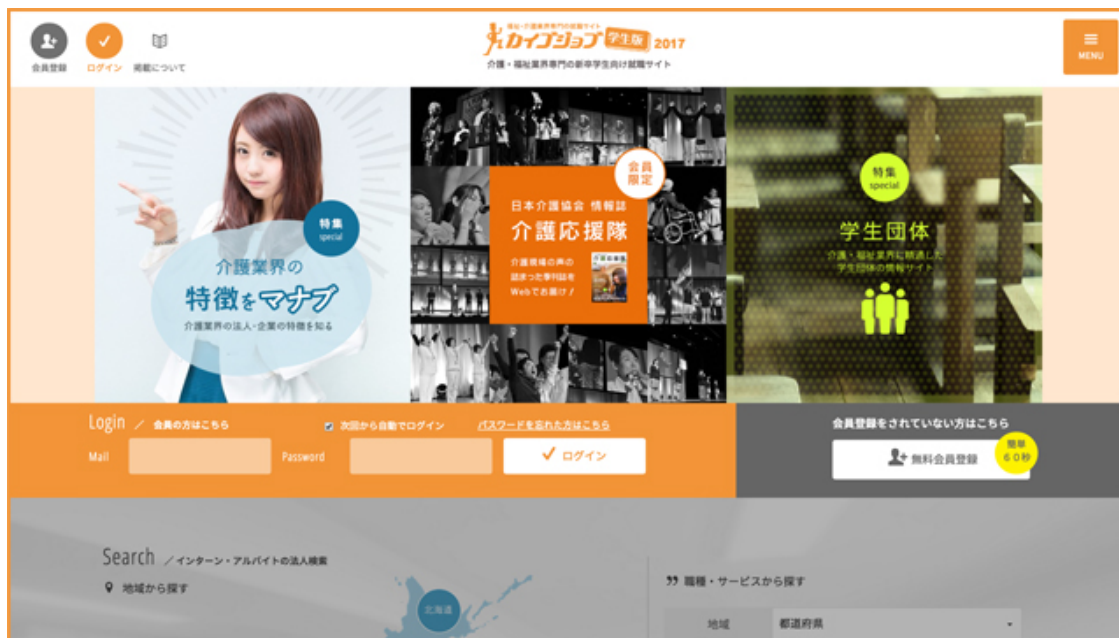 会員登録
ログイン
掲載について
福祉・介護業界専門の就職サイト
カイゴジョブ 学生版 2017
介護・福祉業界専門の新卒学生向け就職サイト
MENU
特集
special
介護業界の
特徴をマナブ
介護業界の法人・企業の特徴を知る
会員
限定
日本介護協会 情報誌
介護応援隊
介護現場の声の
詰まった季刊誌を
Webでお届け!
特集
special
学生団体
介護・福祉業界に精通した
学生団体の情報サイト
Login / 会員の方はこちら
次回から自動でログイン
パスワードを忘れた方はこちら
Mail
Password
ログイン
会員登録をされていない方はこちら
無料会員登録
簡単
60秒
Search / インターン・アルバイトの法人検索
地域から探す
北海道
職種・サービスから探す
地域
都道府県